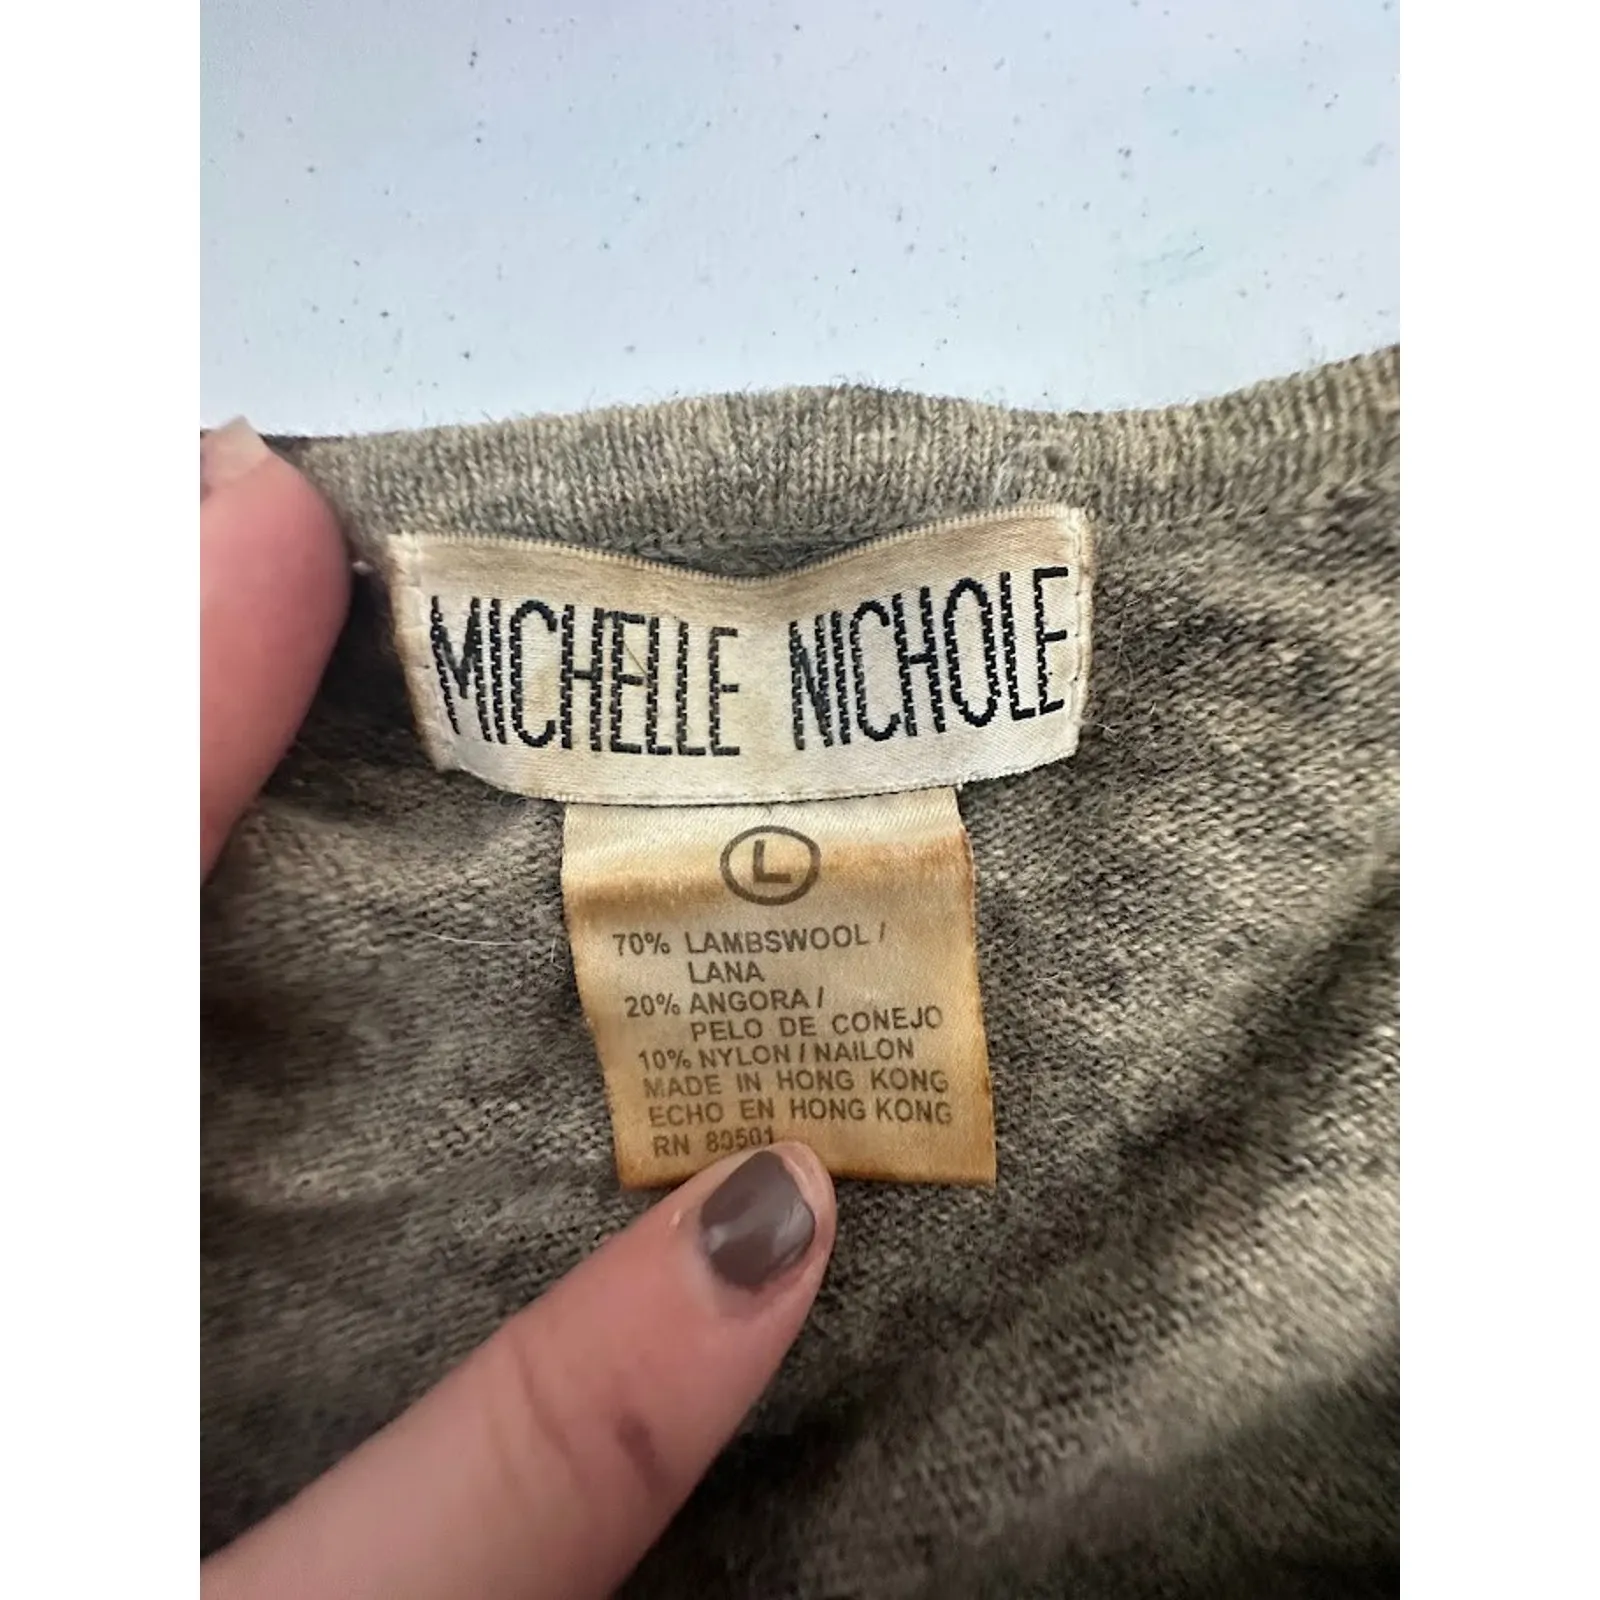 MICHELLE NICHOLE
L
70% LAMBSWOOL /
LANA
20% ANGORA /
PELO DE CONEJO
10% NYLON / NAILON
MADE IN HONG KONG
ECHO EN HONG KONG
RN 80501